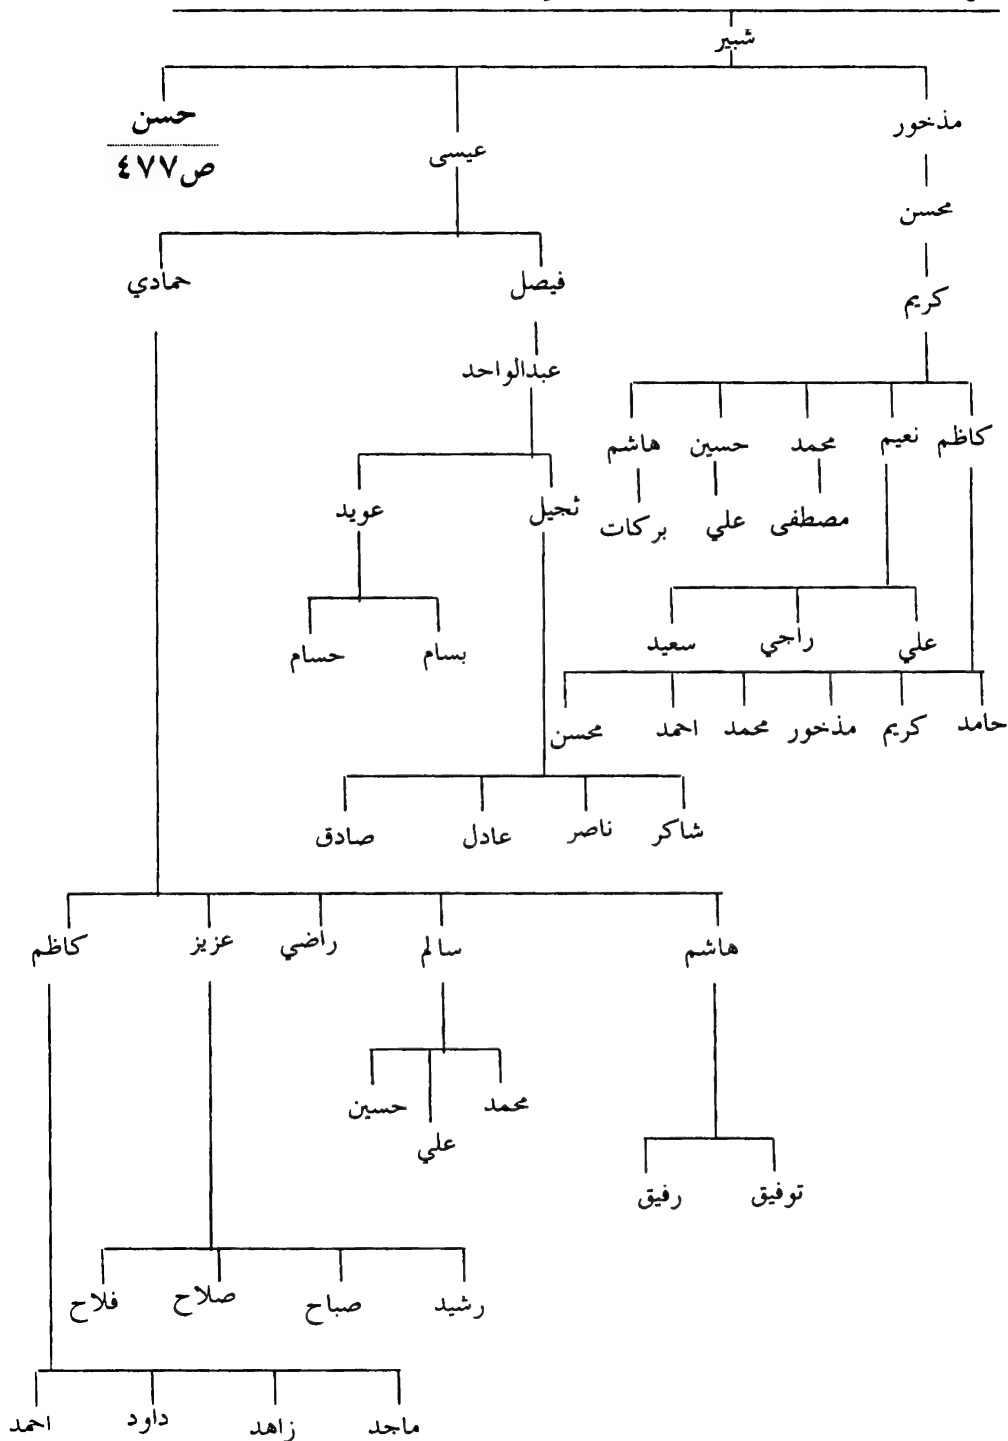 شبير
مذخور
عيسى
حسن
ص٤٧٧
محسن
كريم
فيصل
حمادي
عبدالواحد
كاظم
نعيم
محمد
حسين
هاشم
مصطفى
علي
بركات
ثجيل
عويد
علي
راجي
سعيد
بسام
حسام
حامد
كريم
مذخور
محمد
احمد
محسن
شاكر
ناصر
عادل
صادق
هاشم
سالم
راضي
عزيز
كاظم
محمد
علي
حسين
توفيق
رفيق
رشيد
صباح
صلاح
فلاح
ماجد
زاهد
داود
احمد